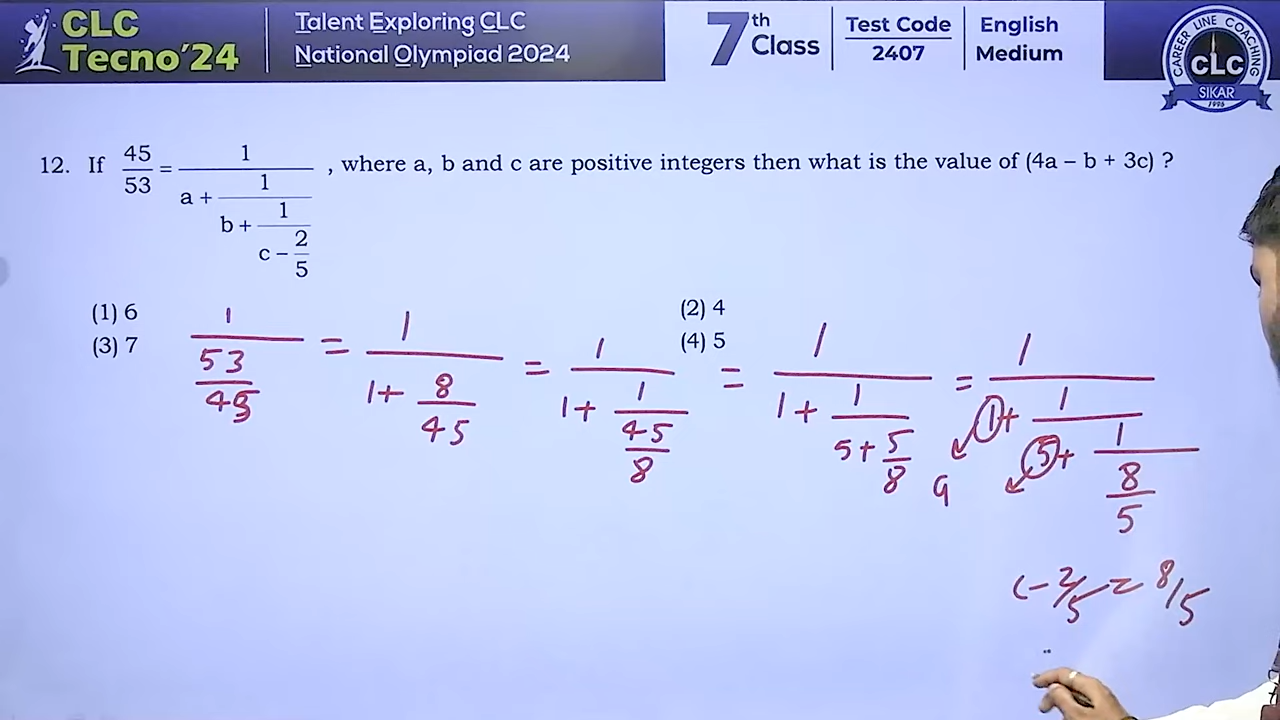 CLC
Tecno'24
Talent Exploring CLC
National Olympiad 2024
7th Class
Test Code
2407
English
Medium
CAREER LINE COACHING
CLC
SIKAR
1996
12. If 45/53 = 1/(a + 1/(b + 1/(c − 2/5))) , where a, b and c are positive integers then what is the value of (4a − b + 3c) ?
(1) 6 (2) 4
(3) 7 (4) 5
1/(53/45) = 1/(1 + 8/45) = 1/(1 + 1/(45/8)) = 1/(1 + 1/(5 + 5/8)) = 1/(1 + 1/(5 + 1/(8/5)))
a
c − 2/5 = 8/5